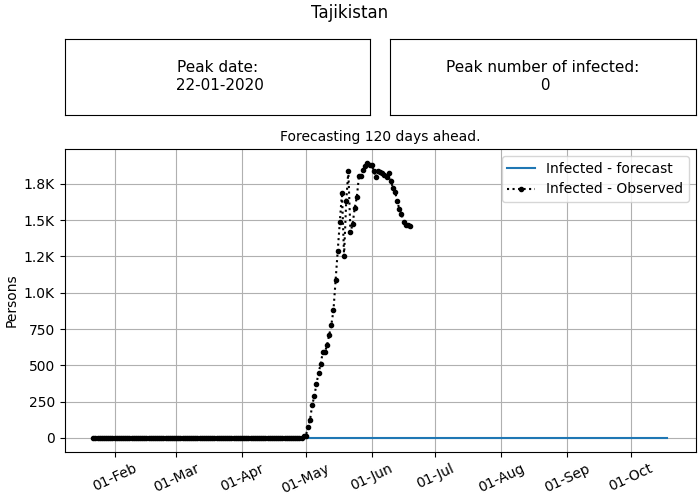 Tajikistan
Peak date:
22-01-2020
Peak number of infected:
0
Forecasting 120 days ahead.
Infected - forecast
Infected - Observed
Persons
1.8K
1.5K
1.2K
1.0K
750
500
250
0
01-Feb
01-Mar
01-Apr
01-May
01-Jun
01-Jul
01-Aug
01-Sep
01-Oct